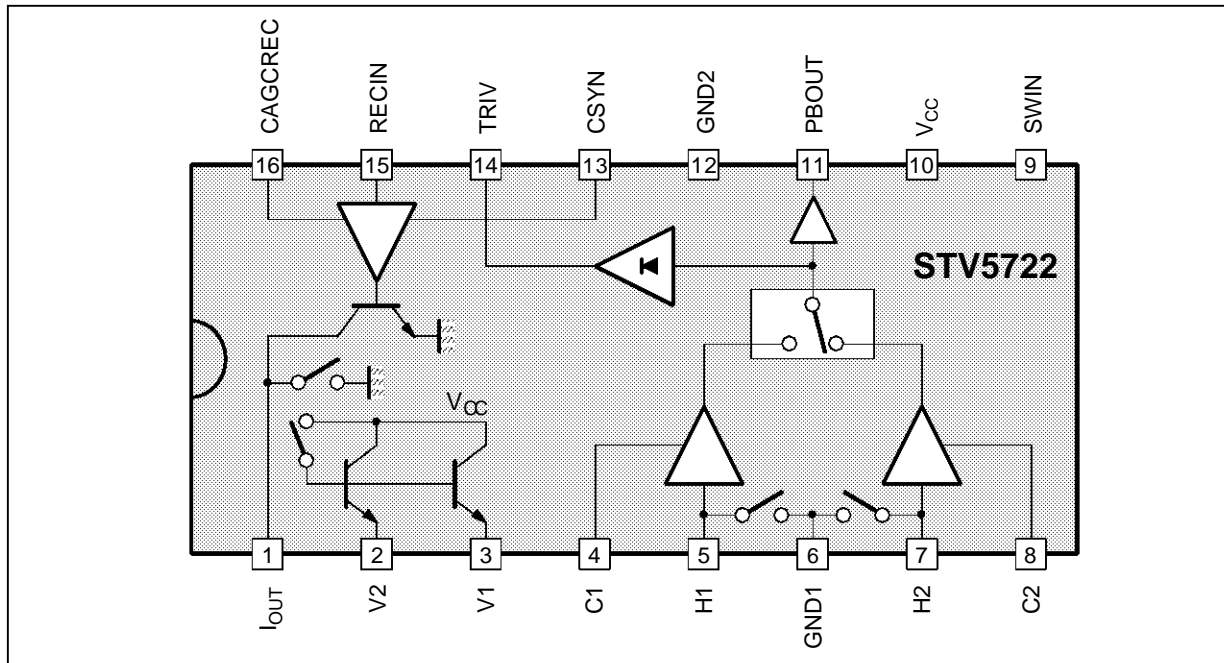 CAGCREC
RECIN
TRIV
CSYN
GND2
PBOUT
VCC
SWIN
16
15
14
13
12
11
10
9
STV5722
VCC
1
2
3
4
5
6
7
8
IOUT
V2
V1
C1
H1
GND1
H2
C2